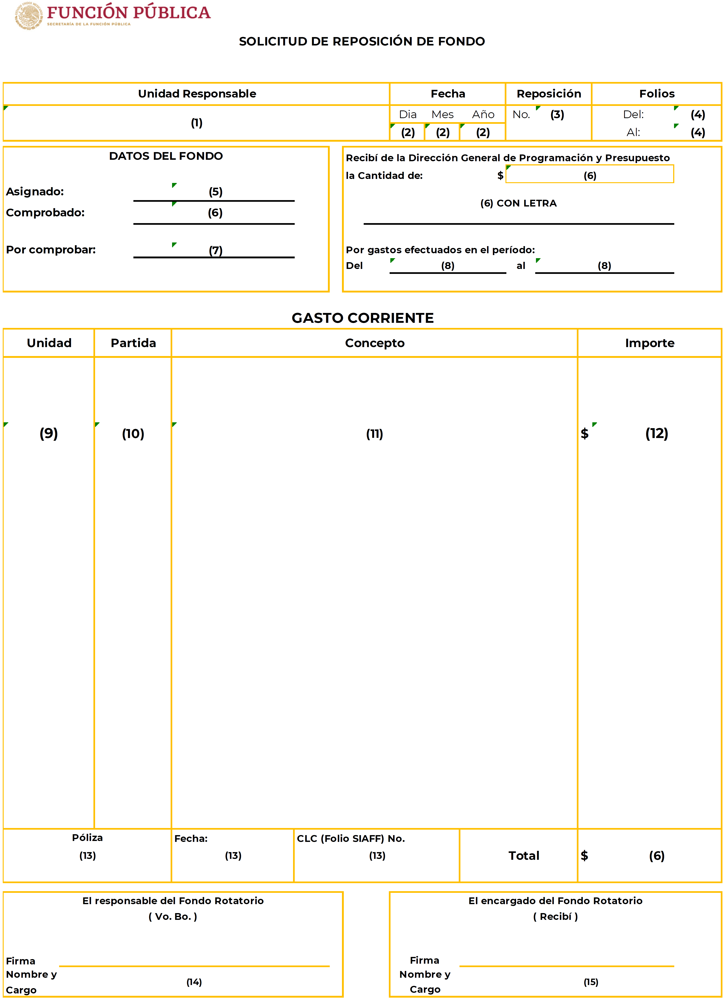 FUNCIÓN PÚBLICA
SECRETARÍA DE LA FUNCIÓN PÚBLICA
SOLICITUD DE REPOSICIÓN DE FONDO
Unidad Responsable Fecha Reposición Folios
Dia Mes Año No. (3) Del: (4)
(1)
(2) (2) (2) Al: (4)
DATOS DEL FONDO
Asignado: (5)
Comprobado: (6)
Por comprobar: (7)
Recibí de la Dirección General de Programación y Presupuesto
la Cantidad de: $ (6)
(6) CON LETRA
Por gastos efectuados en el período:
Del (8) al (8)
GASTO CORRIENTE
Unidad Partida Concepto Importe
(9) (10) (11) $ (12)
Póliza Fecha: CLC (Folio SIAFF) No.
(13) (13) (13) Total $ (6)
El responsable del Fondo Rotatorio
( Vo. Bo. )
Firma
Nombre y
(14)
Cargo
El encargado del Fondo Rotatorio
( Recibí )
Firma
Nombre y
(15)
Cargo